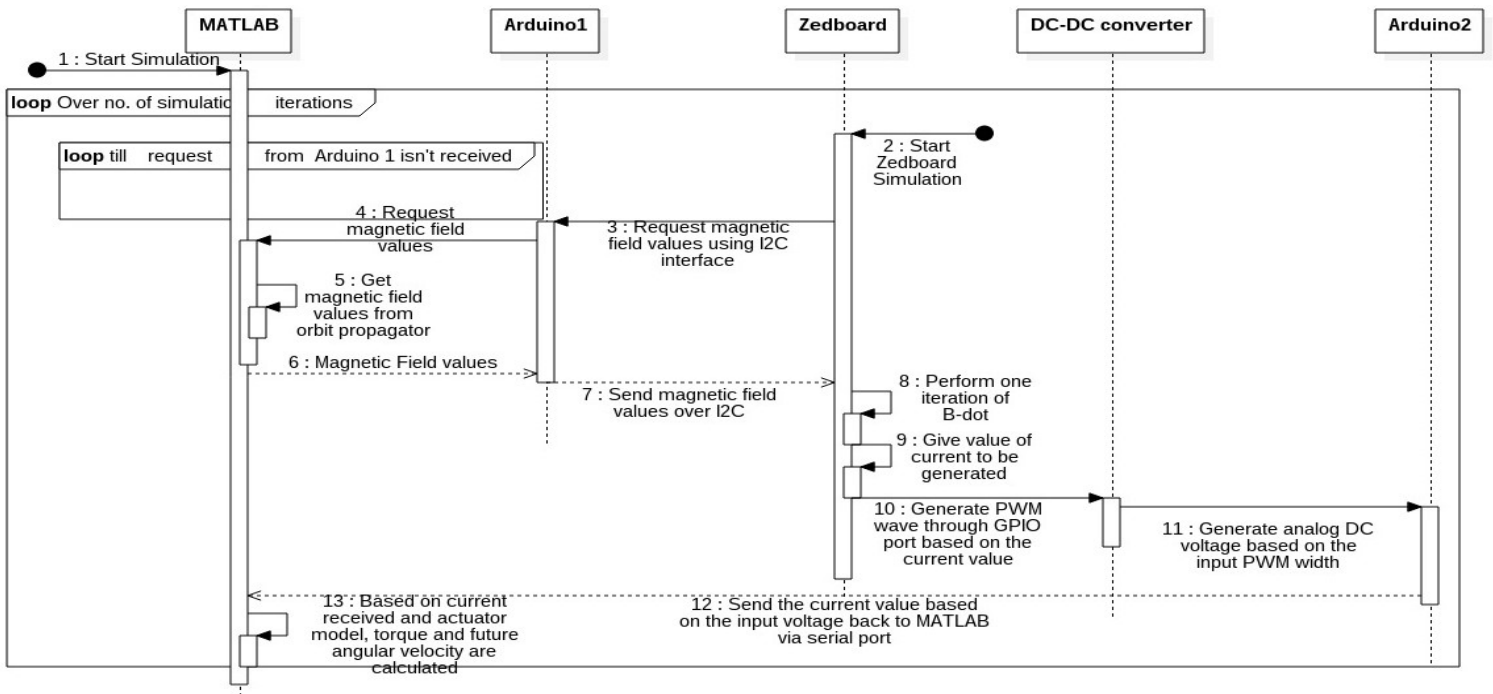 MATLAB
Arduino1
Zedboard
DC-DC converter
Arduino2
1 : Start Simulation
loop Over no. of simulatic iterations
loop till request from Arduino 1 isn't received
2 : Start
Zedboard
Simulation
3 : Request magnetic
field values using I2C
interface
4 : Request
magnetic field
values
5 : Get
magnetic field
values from
orbit propagator
6 : Magnetic Field values
7 : Send magnetic field
values over I2C
8 : Perform one
iteration of
B-dot
9 : Give value of
current to be
generated
10 : Generate PWM
wave through GPIO
port based on the
current value
11 : Generate analog DC
voltage based on the
input PWM width
12 : Send the current value based
on the input voltage back to MATLAB
via serial port
13 : Based on current
received and actuator
model, torque and future
angular velocity are
calculated